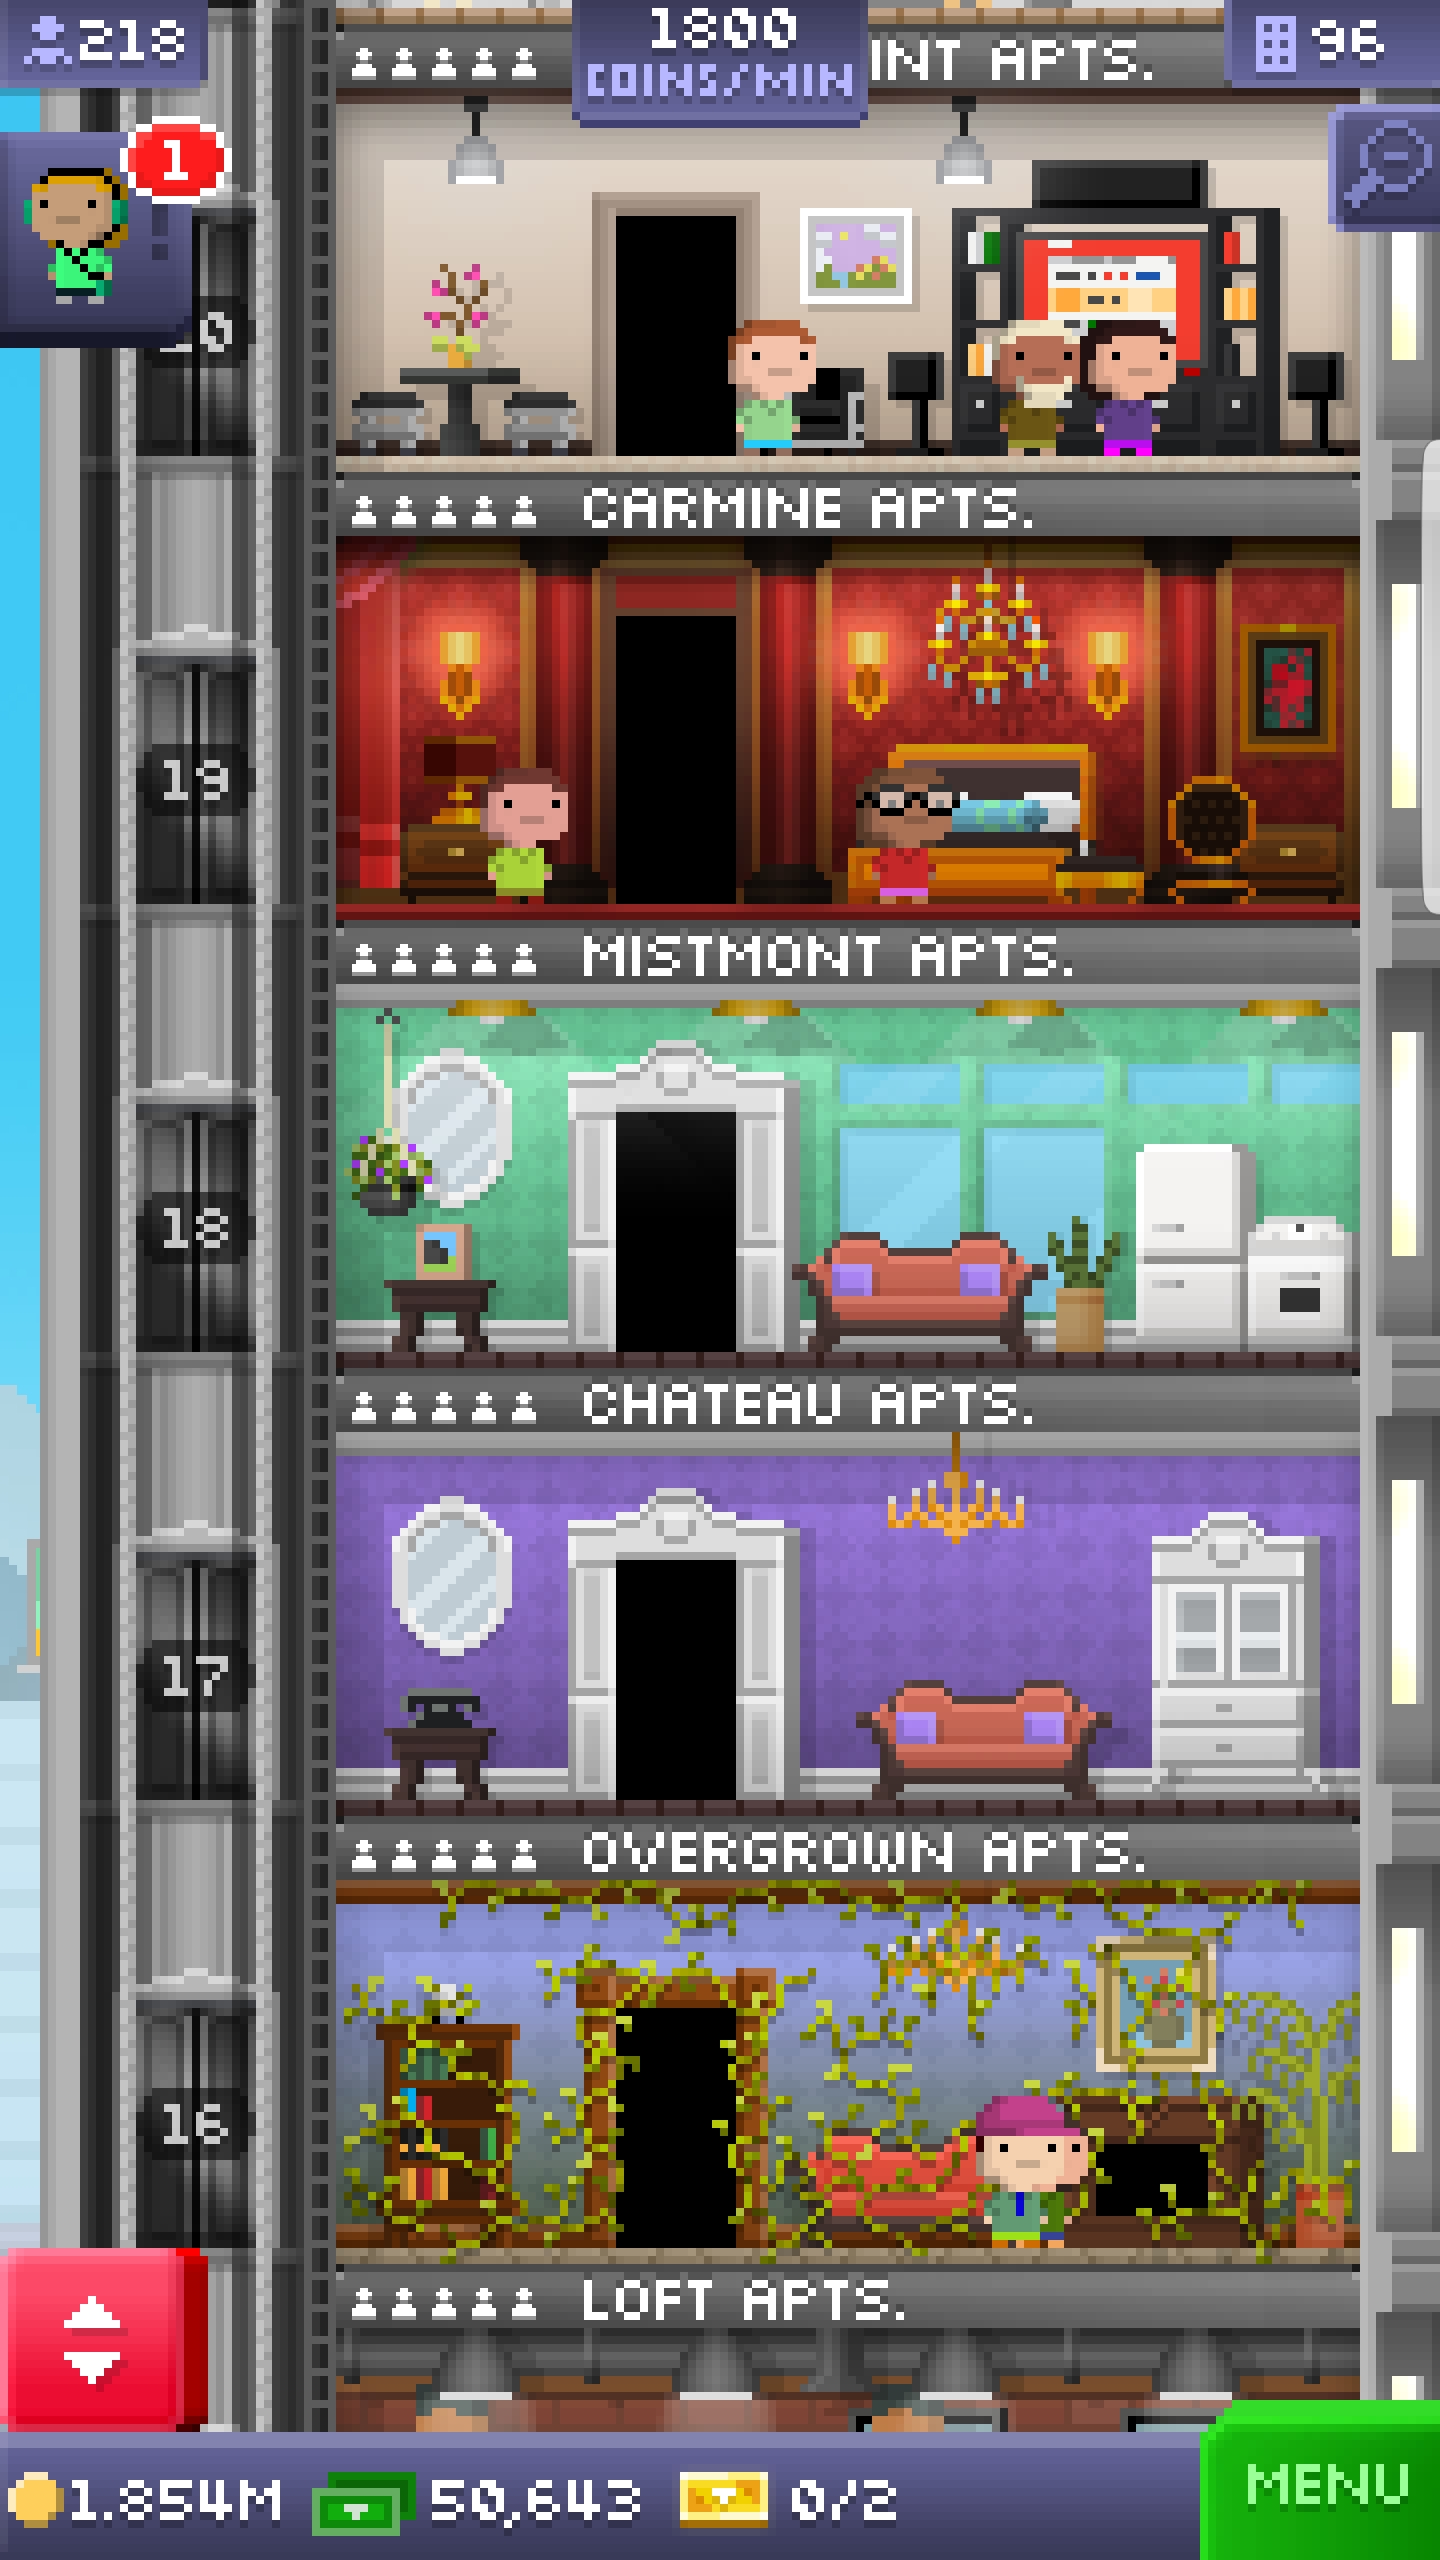 218
1800
COINS/MIN
96
1
INT APTS.
CARMINE APTS.
19
MISTMONT APTS.
18
CHATEAU APTS.
17
OVERGROWN APTS.
16
LOFT APTS.
1.854M 50,643 0/2
MENU